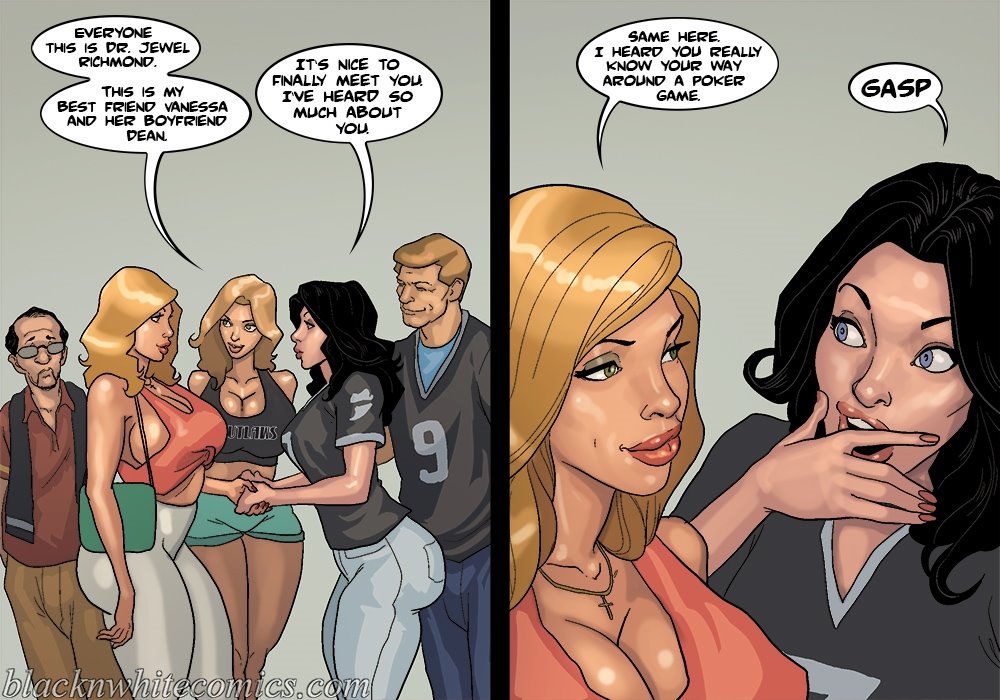 EVERYONE
THIS IS DR. JEWEL
RICHMOND.
THIS IS MY
BEST FRIEND VANESSA
AND HER BOYFRIEND
DEAN.
IT'S NICE TO
FINALLY MEET YOU.
I'VE HEARD SO
MUCH ABOUT
YOU.
SAME HERE.
I HEARD YOU REALLY
KNOW YOUR WAY
AROUND A POKER
GAME.
GASP
UTLAWS
9
blacknwhitecomics.com